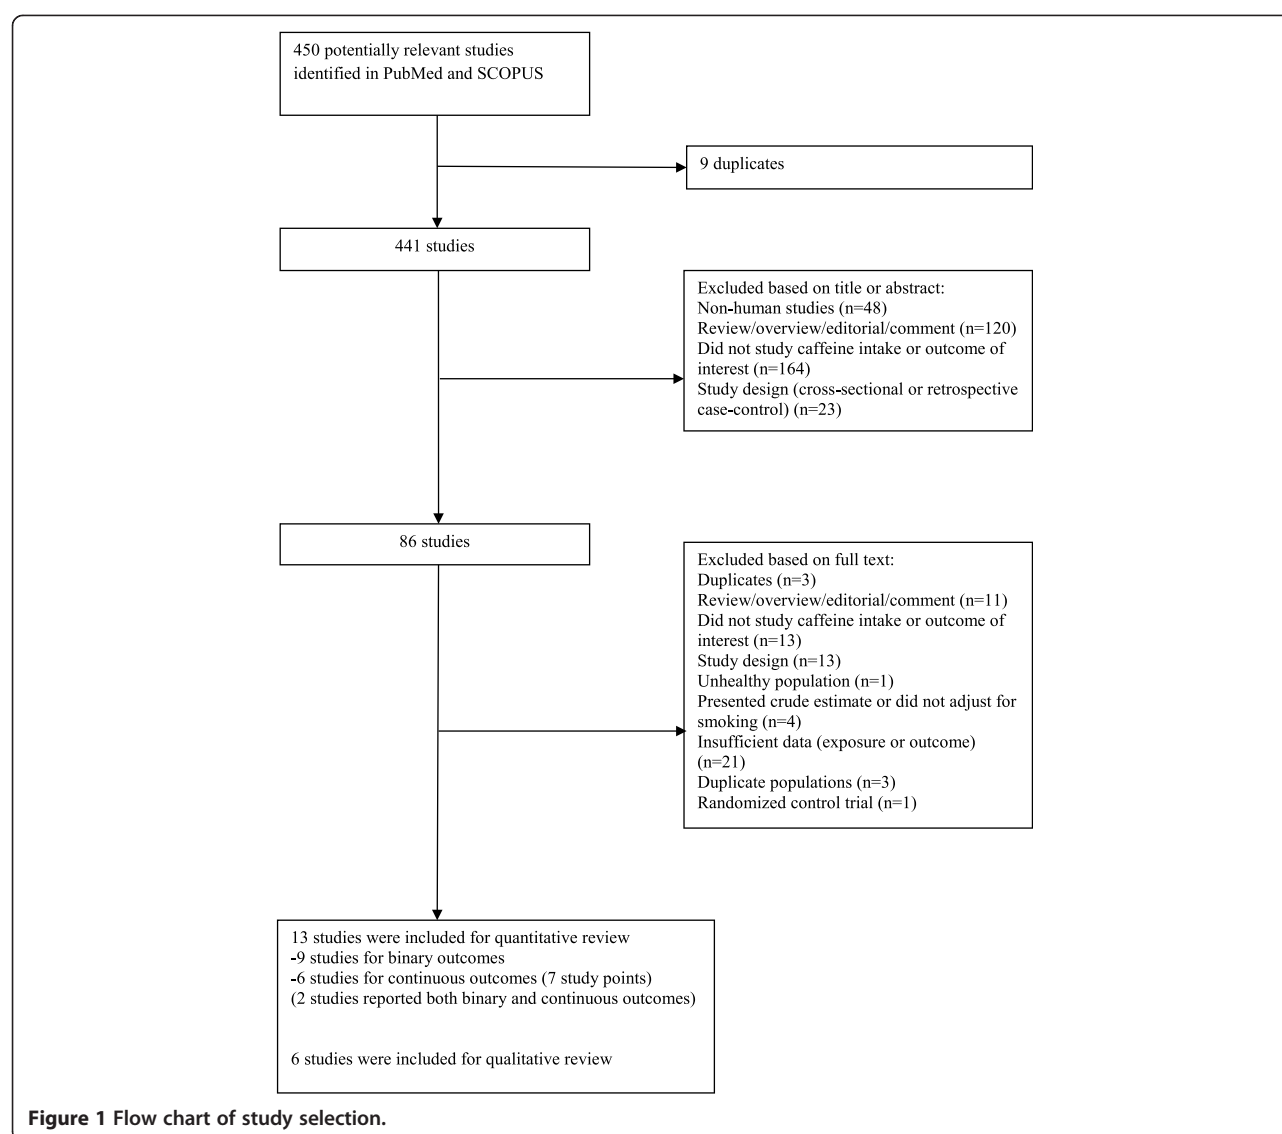 450 potentially relevant studies
identified in PubMed and SCOPUS
9 duplicates
441 studies
Excluded based on title or abstract:
Non-human studies (n=48)
Review/overview/editorial/comment (n=120)
Did not study caffeine intake or outcome of
interest (n=164)
Study design (cross-sectional or retrospective
case-control) (n=23)
86 studies
Excluded based on full text:
Duplicates (n=3)
Review/overview/editorial/comment (n=11)
Did not study caffeine intake or outcome of
interest (n=13)
Study design (n=13)
Unhealthy population (n=1)
Presented crude estimate or did not adjust for
smoking (n=4)
Insufficient data (exposure or outcome)
(n=21)
Duplicate populations (n=3)
Randomized control trial (n=1)
13 studies were included for quantitative review
-9 studies for binary outcomes
-6 studies for continuous outcomes (7 study points)
(2 studies reported both binary and continuous outcomes)
6 studies were included for qualitative review
Figure 1 Flow chart of study selection.